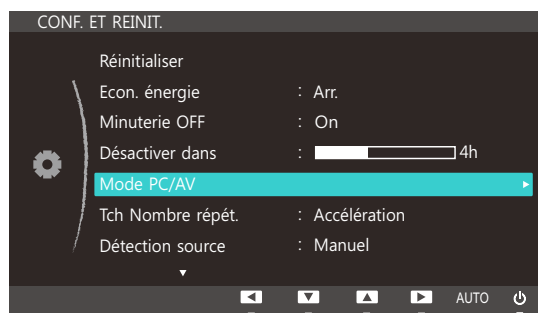 CONF. ET REINIT.
Réinitialiser
Econ. énergie : Arr.
Minuterie OFF : On
Désactiver dans : 4h
Mode PC/AV
Tch Nombre répét. : Accélération
Détection source : Manuel
AUTO